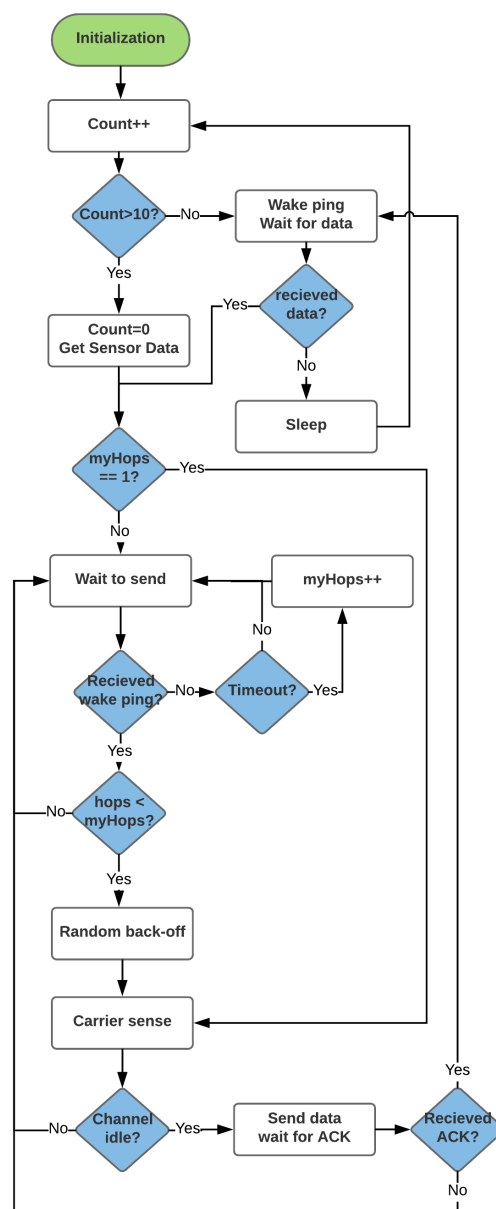 Initialization
Count++
Count>10?
No
Wake ping
Wait for data
Yes
Yes
recieved
data?
Count=0
Get Sensor Data
No
Sleep
myHops
== 1?
Yes
No
Wait to send
myHops++
No
Recieved
wake ping?
No
Timeout?
Yes
Yes
hops <
myHops?
No
Yes
Random back-off
Carrier sense
Yes
Channel
idle?
No
Yes
Send data
wait for ACK
Recieved
ACK?
No